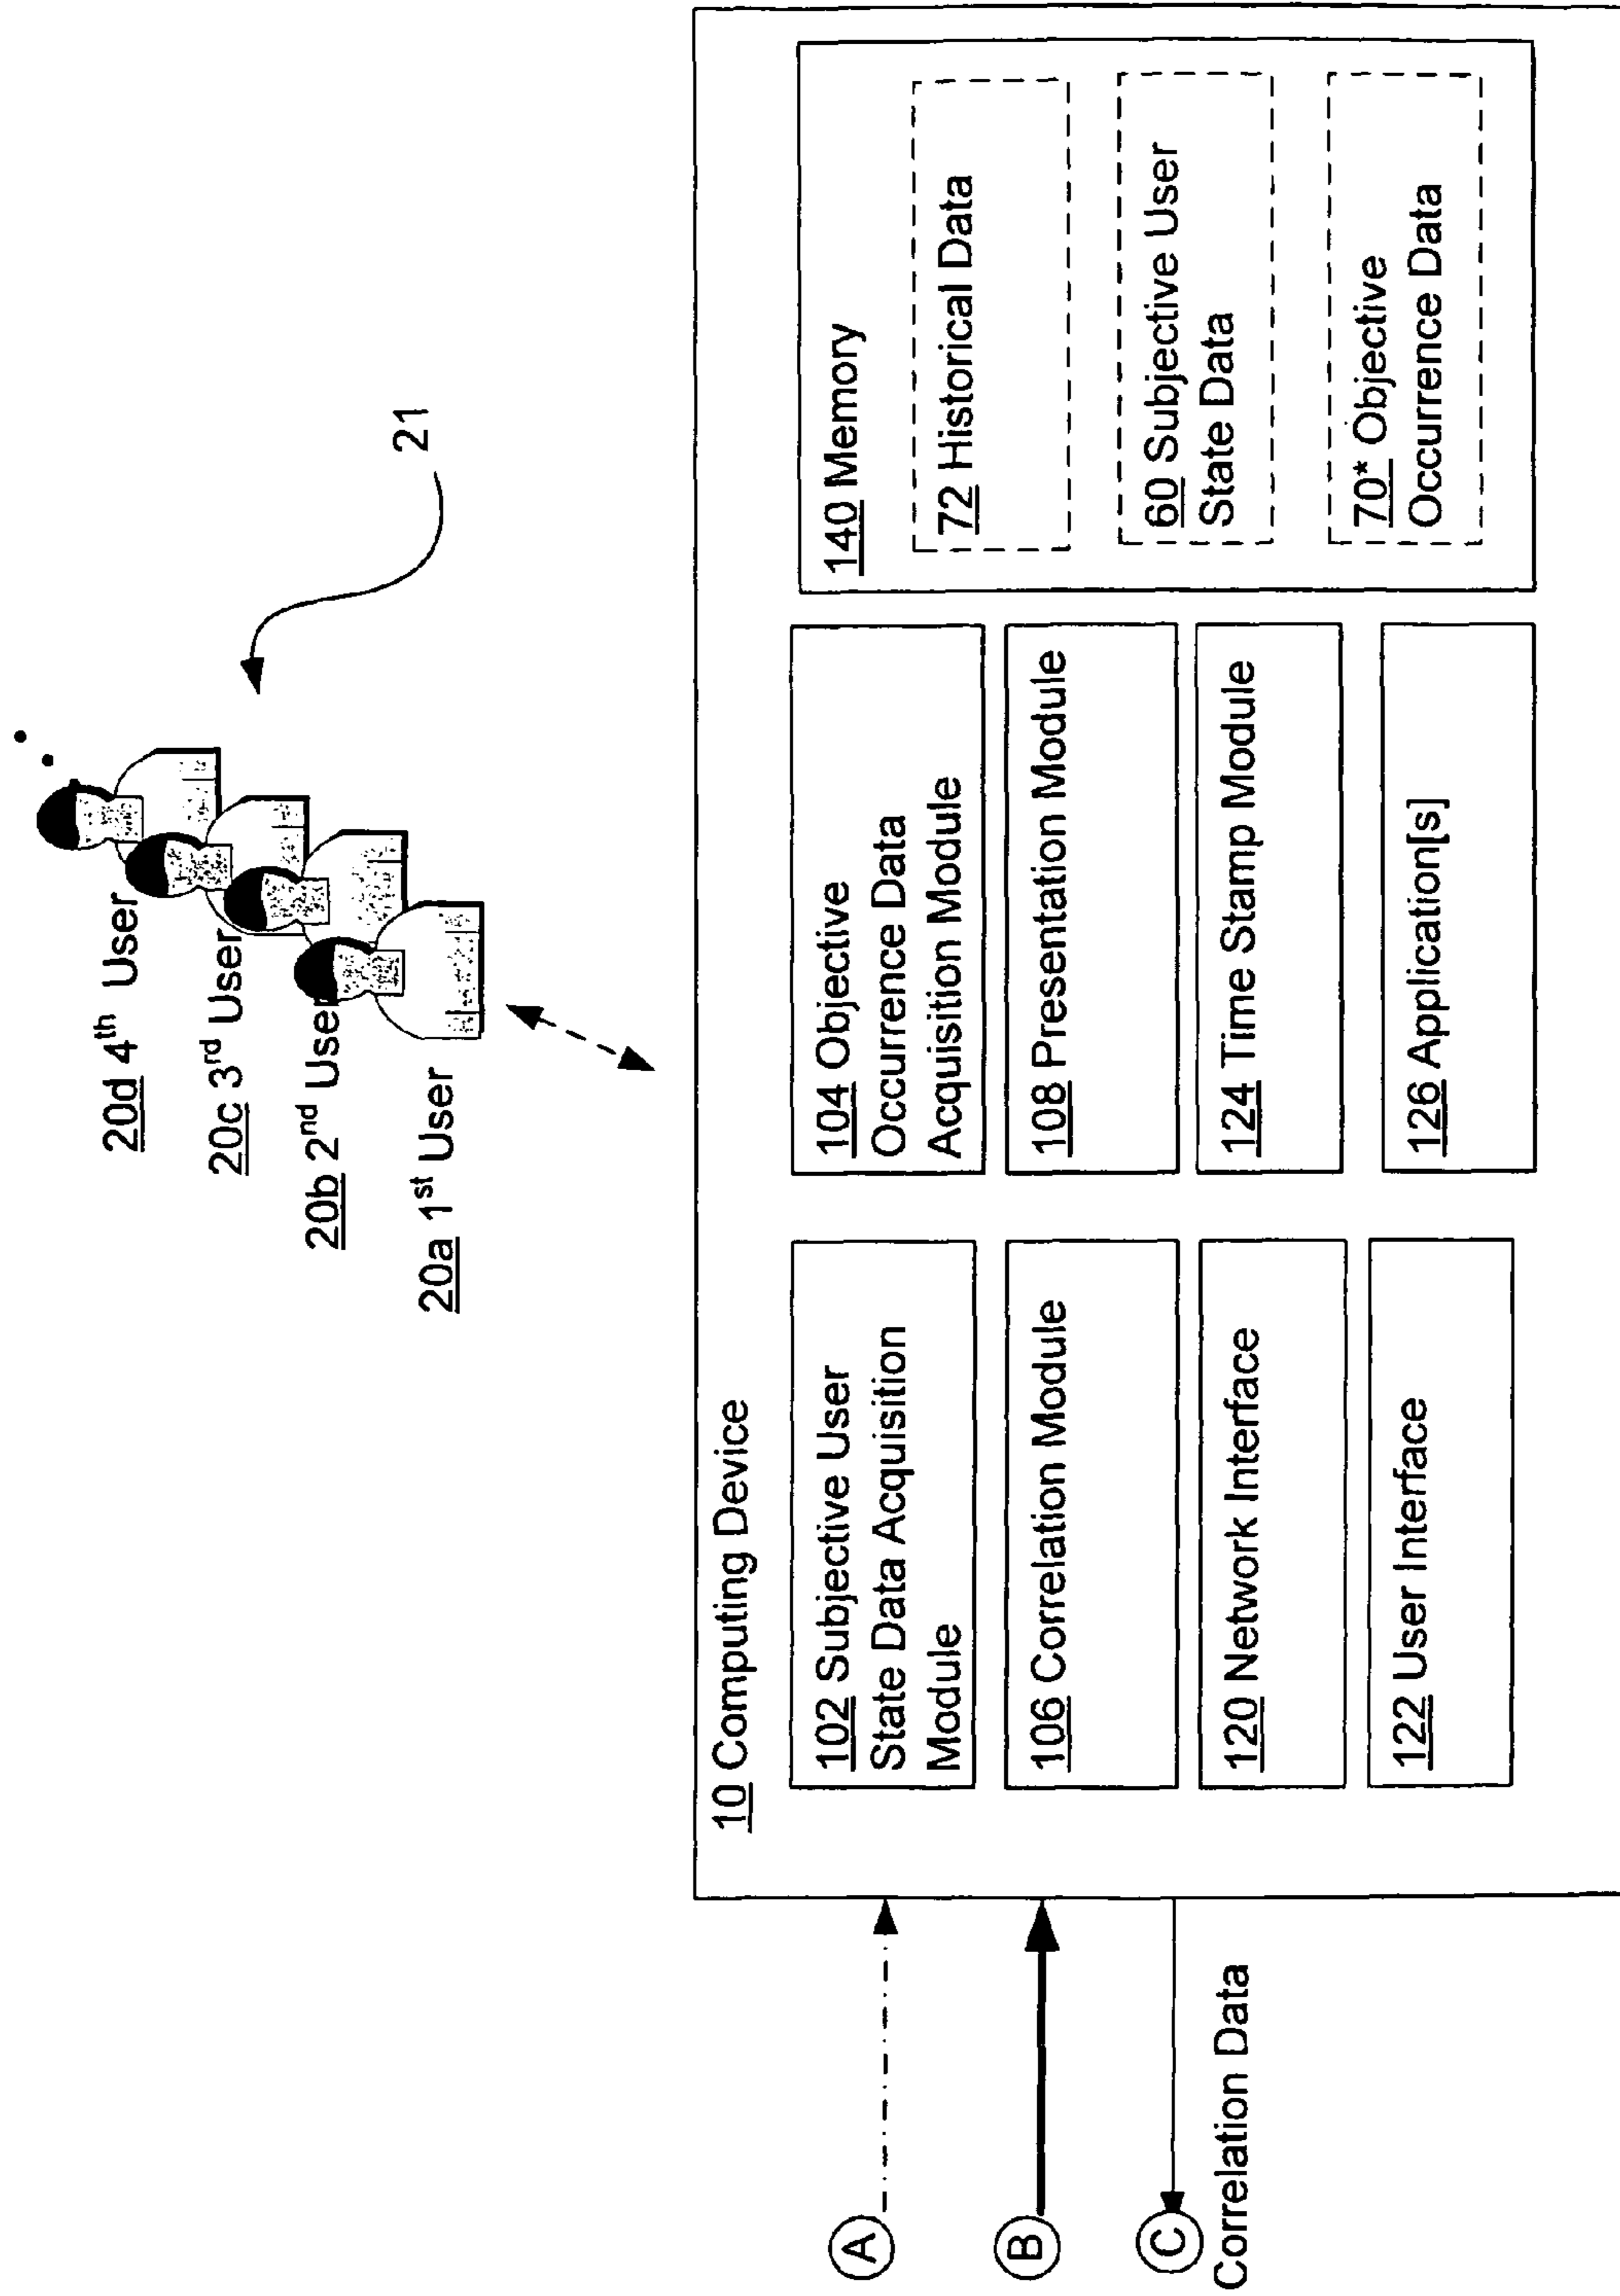 20d 4th User
20c 3rd User
20b 2nd User
20a 1st User
21
10 Computing Device
102 Subjective User
State Data Acquisition
Module
104 Objective
Occurrence Data
Acquisition Module
106 Correlation Module
108 Presentation Module
120 Network Interface
124 Time Stamp Module
122 User Interface
126 Application[s]
140 Memory
72 Historical Data
60 Subjective User
State Data
70* Objective
Occurrence Data
A
B
C
Correlation Data